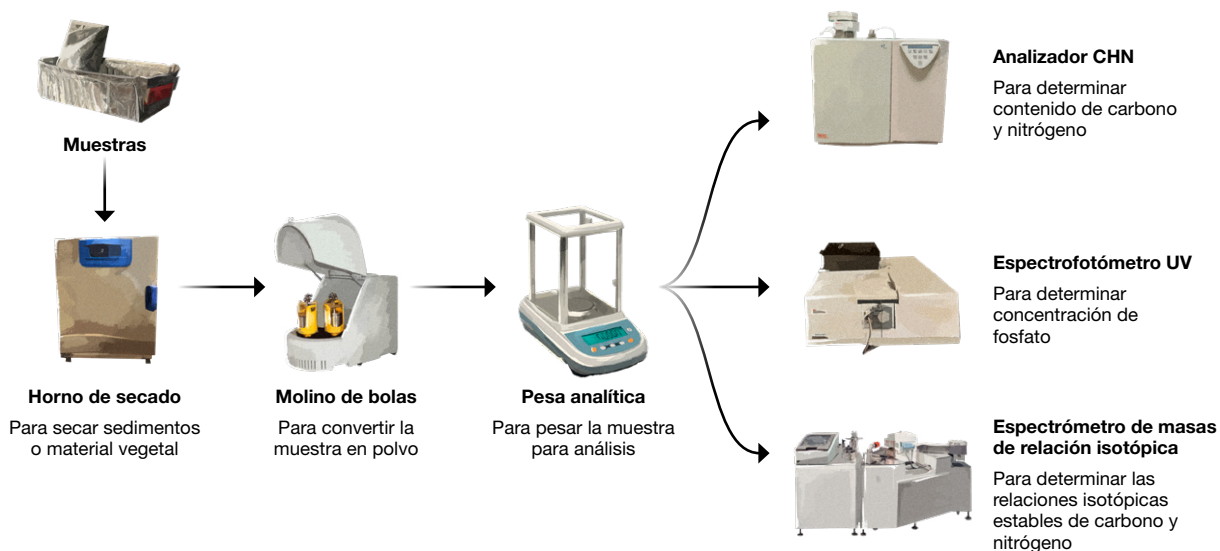 Muestras
Horno de secado
Para secar sedimentos
o material vegetal
Molino de bolas
Para convertir la
muestra en polvo
Pesa analítica
Para pesar la muestra
para análisis
Analizador CHN
Para determinar
contenido de carbono
y nitrógeno
Espectrofotómetro UV
Para determinar
concentración de
fosfato
Espectrómetro de masas
de relación isotópica
Para determinar las
relaciones isotópicas
estables de carbono y
nitrógeno